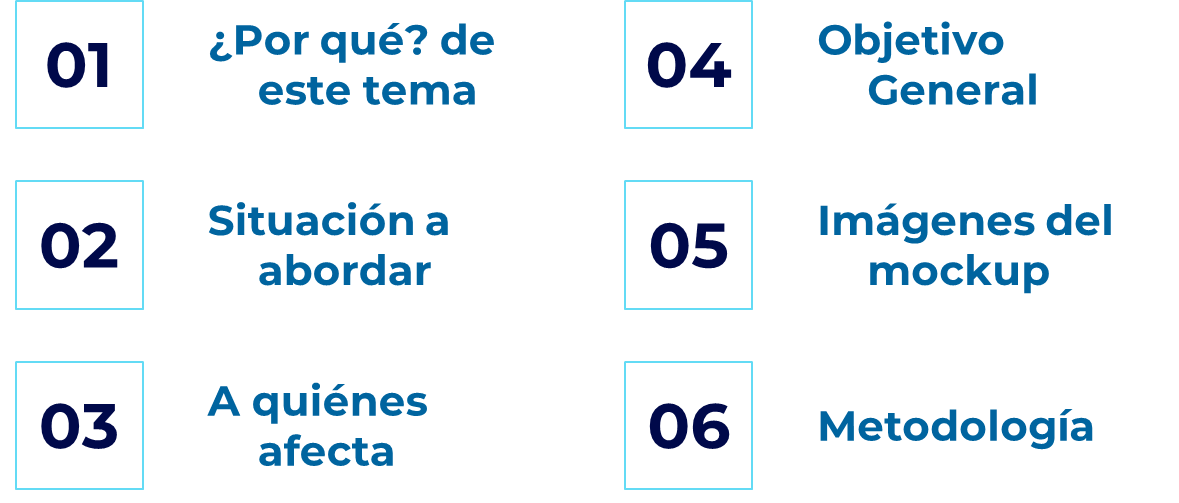 01
¿Por qué? de
este tema
02
Situación a
abordar
03
A quiénes
afecta
04
Objetivo
General
05
Imágenes del
mockup
06
Metodología